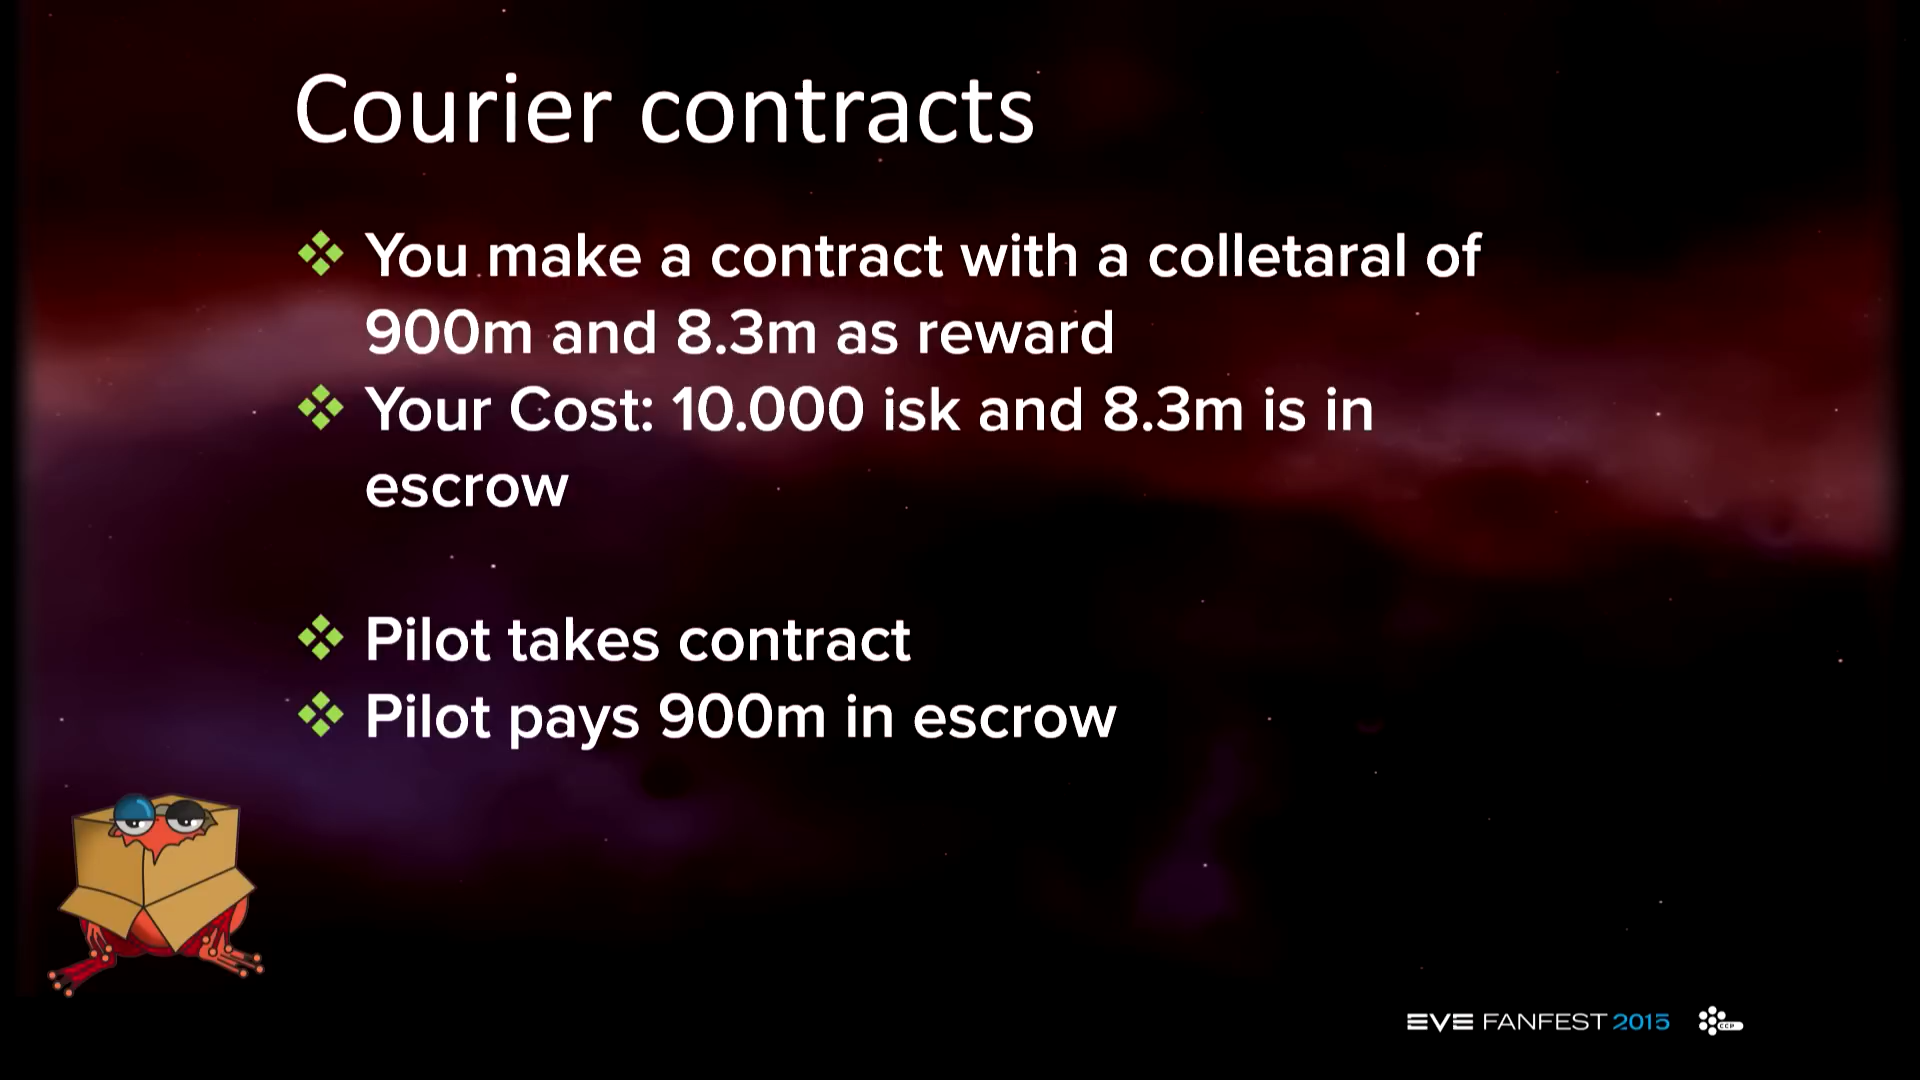 Courier contracts
You make a contract with a colletaral of
900m and 8.3m as reward
Your Cost: 10.000 isk and 8.3m is in
escrow
Pilot takes contract
Pilot pays 900m in escrow
EVE FANFEST 2015
CCP